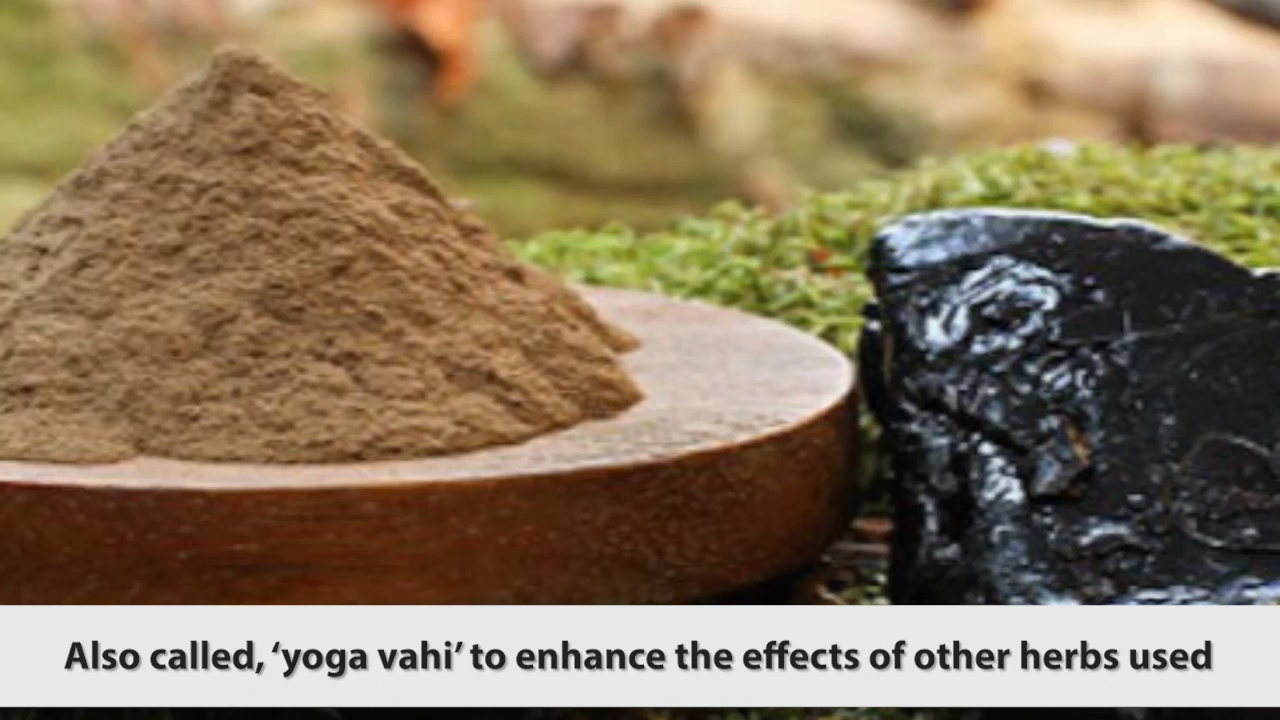 Also called, ‘yoga vahi’ to enhance the effects of other herbs used